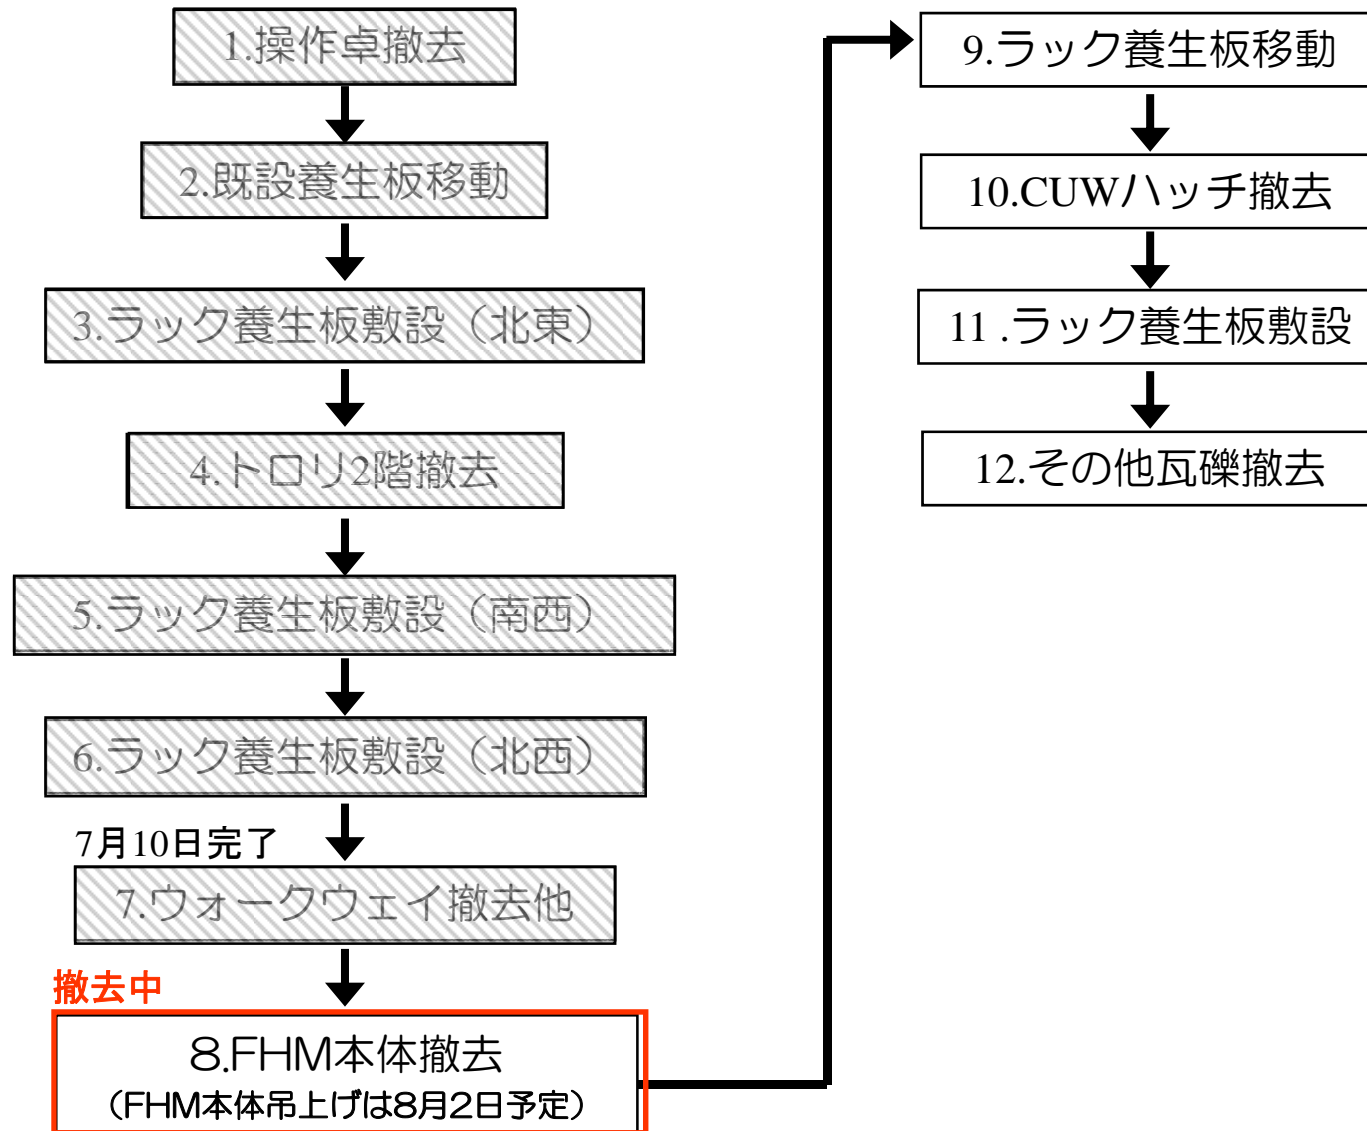 1.操作卓撤去
2.既設養生板移動
3.ラック養生板敷設（北東）
4.トロリ2階撤去
5.ラック養生板敷設（南西）
6.ラック養生板敷設（北西）
7月10日完了
7.ウォークウェイ撤去他
撤去中
8.FHM本体撤去
（FHM本体吊上げは8月2日予定）
9.ラック養生板移動
10.CUWハッチ撤去
11 .ラック養生板敷設
12.その他瓦礫撤去